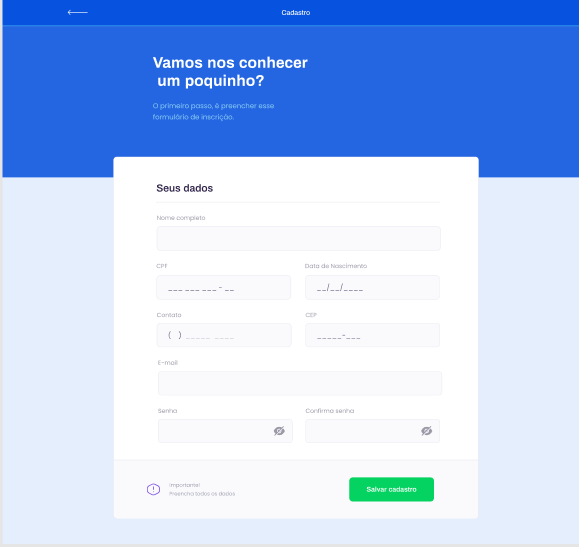 Cadastro
Vamos nos conhecer
um poquinho?
O primeiro passo, é preencher esse
formulário de inscrição.
Seus dados
Nome completo
CPF
Data de Nascimento
___ ___ ___ - __
__/__/____
Contato
CEP
( ) _____ ____
_____-___
E-mail
Senha
Confirma senha
Importante!
Preencha todos os dados
Salvar cadastro